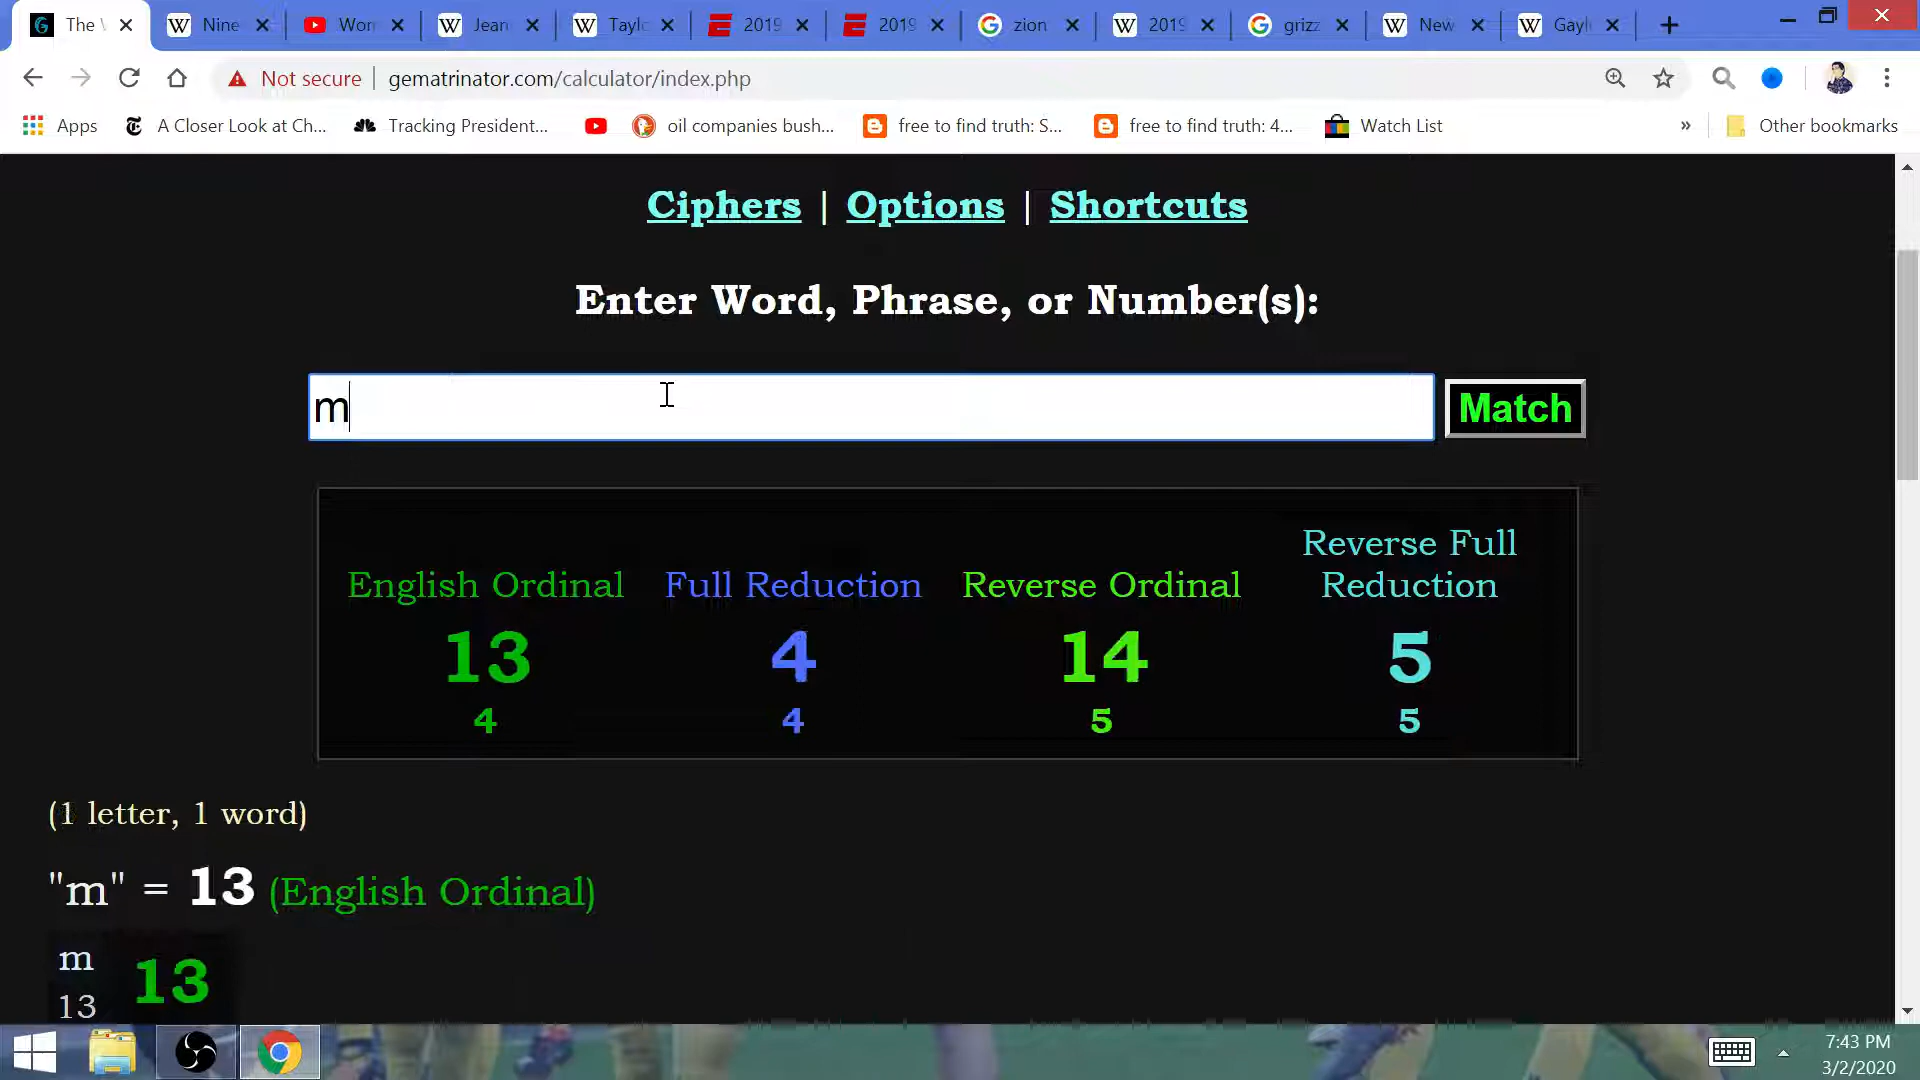 The V
Nine
Won
Jean
Taylo
2019
2019
zion
2019
grizz
New
Gayl
Not secure
gematrinator.com/calculator/index.php
Apps
A Closer Look at Ch...
Tracking President...
oil companies bush...
free to find truth: S...
free to find truth: 4...
Watch List
»
Other bookmarks
Ciphers | Options | Shortcuts
Enter Word, Phrase, or Number(s):
m
Match
English Ordinal
Full Reduction
Reverse Ordinal
Reverse Full
Reduction
13
4
14
5
4
4
5
5
(1 letter, 1 word)
"m" = 13 (English Ordinal)
m
13
13
7:43 PM
3/2/2020